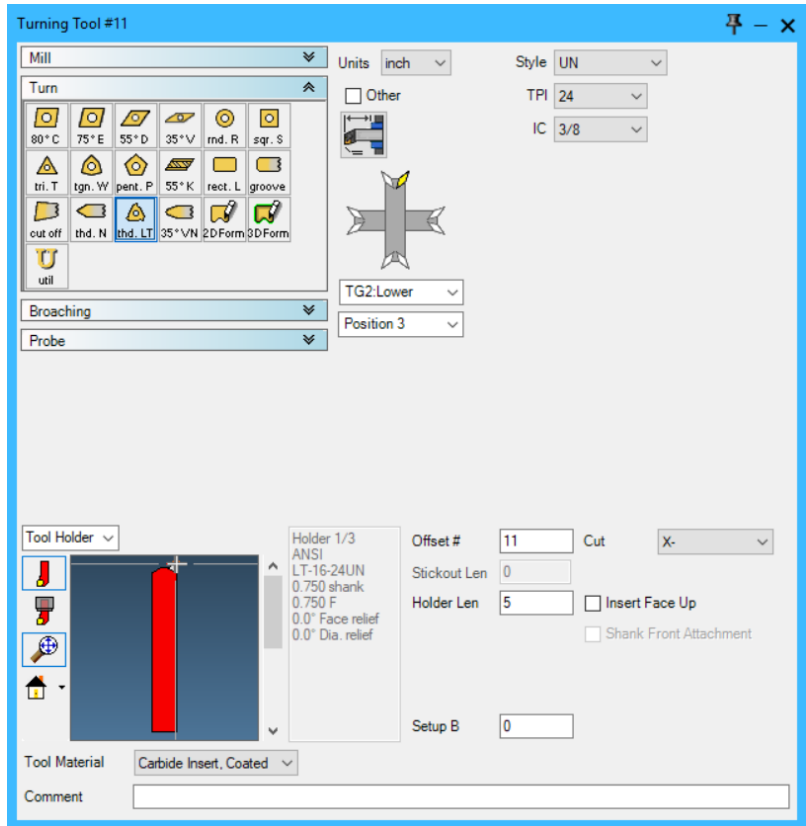 Turning Tool #11
Mill
Turn
80° C 75° E 55° D 35° V rnd. R sqr. S
tri. T tgn. W pent. P 55° K rect. L groove
cut off thd. N thd. LT 35° VN 2DForm 3DForm
util
Broaching
Probe
Units inch
Other
Style UN
TPI 24
IC 3/8
TG2:Lower
Position 3
Tool Holder
Holder 1/3
ANSI
LT-16-24UN
0.750 shank
0.750 F
0.0° Face relief
0.0° Dia. relief
Offset # 11
Cut X-
Stickout Len 0
Holder Len 5
Insert Face Up
Shank Front Attachment
Setup B 0
Tool Material Carbide Insert, Coated
Comment